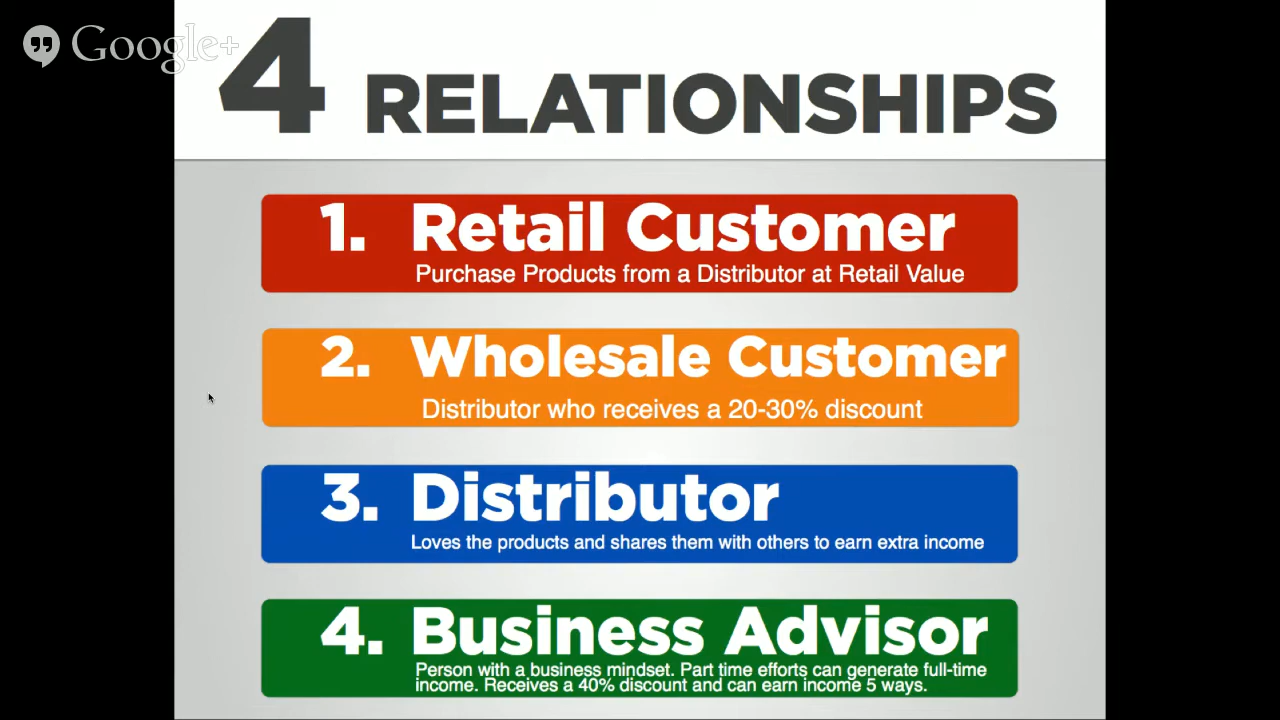 Google+
4 RELATIONSHIPS
1. Retail Customer
Purchase Products from a Distributor at Retail Value
2. Wholesale Customer
Distributor who receives a 20-30% discount
3. Distributor
Loves the products and shares them with others to earn extra income
4. Business Advisor
Person with a business mindset. Part time efforts can generate full-time
income. Receives a 40% discount and can earn income 5 ways.